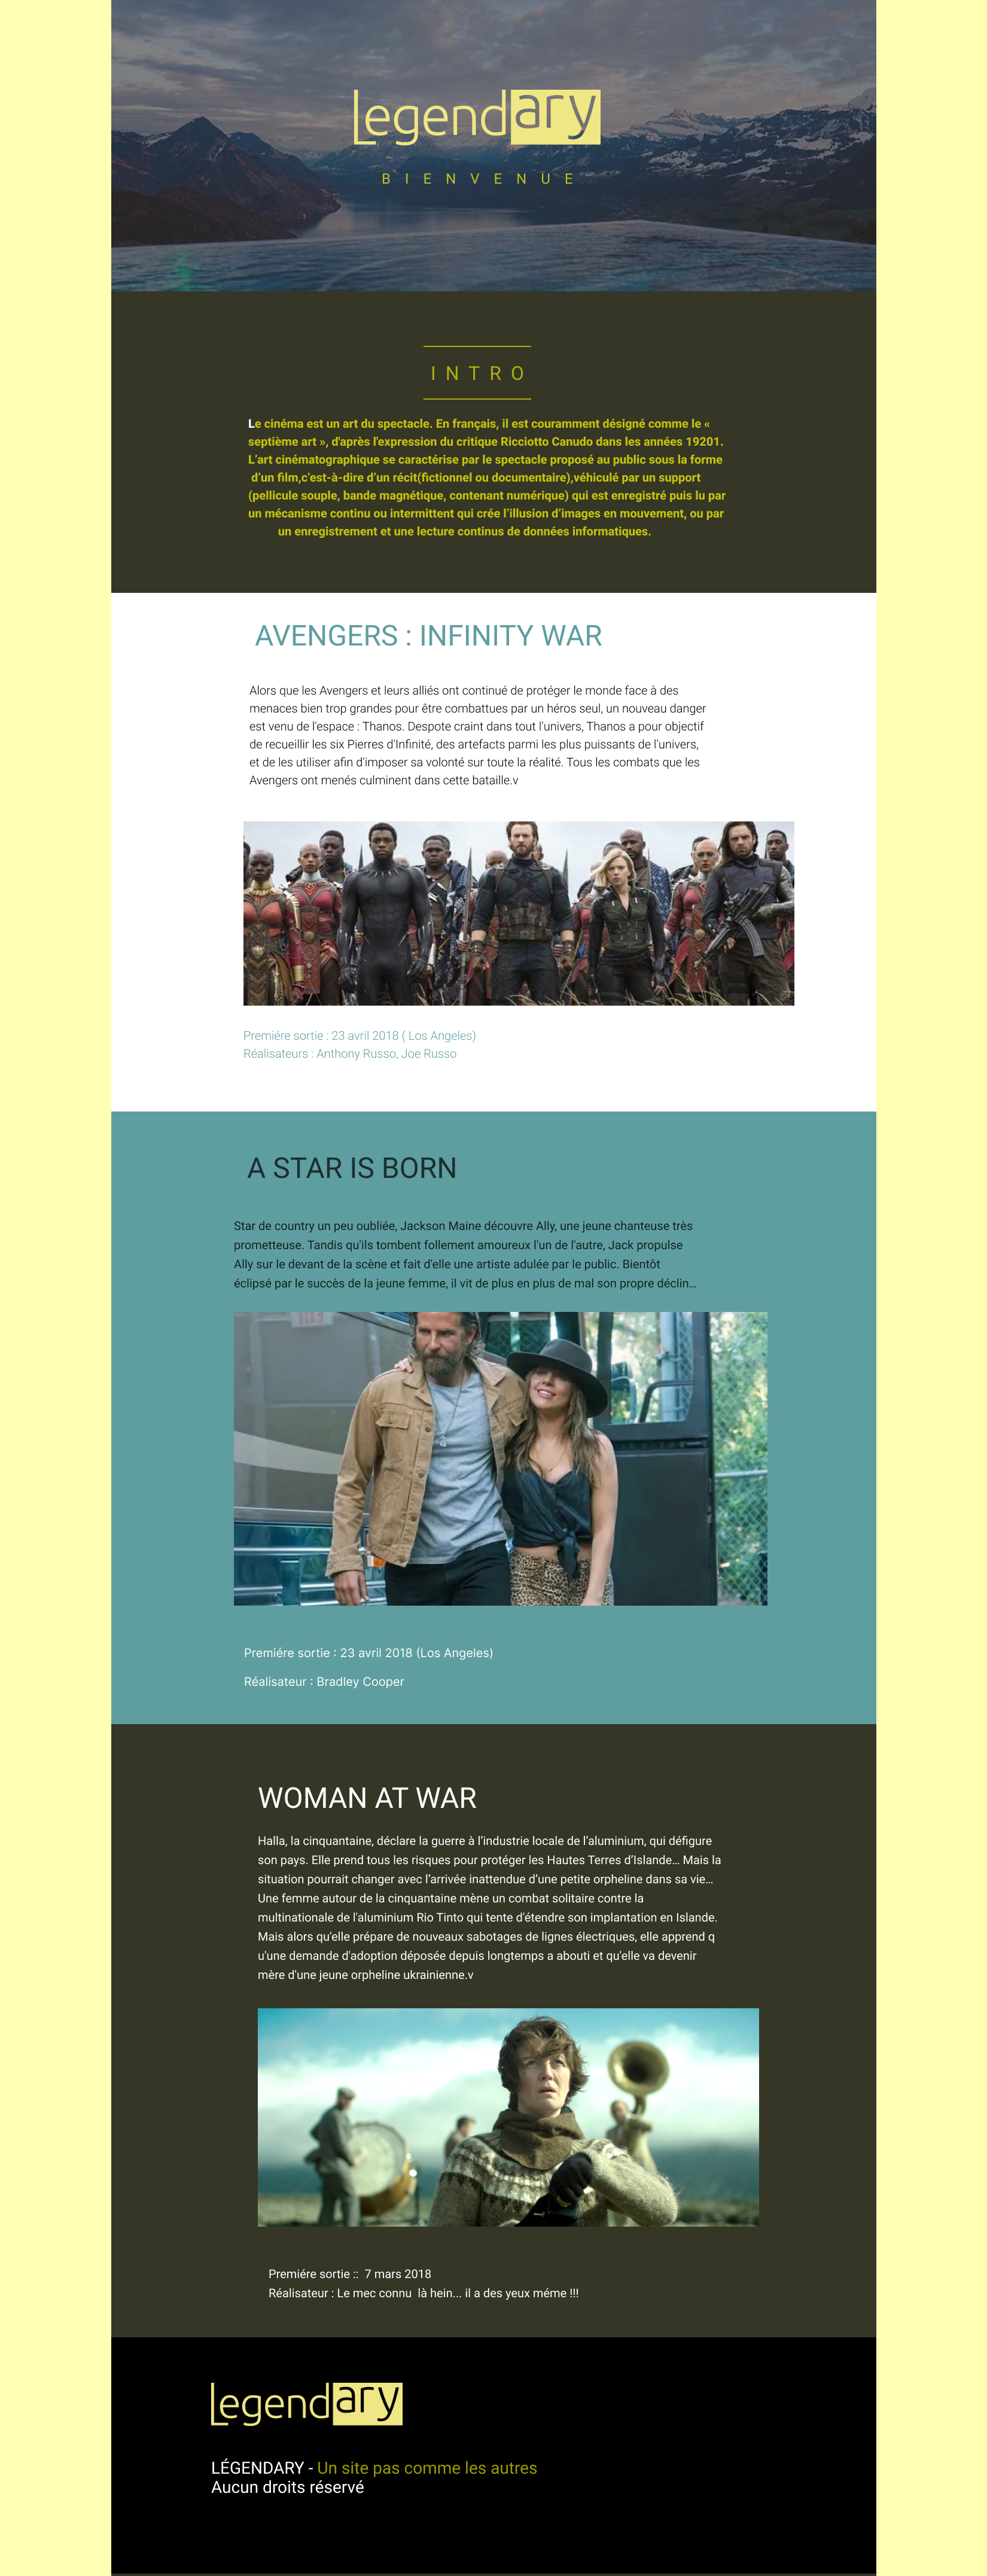 legendary
BIENVENUE
INTRO
Le cinéma est un art du spectacle. En français, il est couramment désigné comme le «
septième art », d'après l'expression du critique Ricciotto Canudo dans les années 19201.
L’art cinématographique se caractérise par le spectacle proposé au public sous la forme
d’un film,c’est-à-dire d’un récit(fictionnel ou documentaire),véhiculé par un support
(pellicule souple, bande magnétique, contenant numérique) qui est enregistré puis lu par
un mécanisme continu ou intermittent qui crée l’illusion d’images en mouvement, ou par
un enregistrement et une lecture continus de données informatiques.
AVENGERS : INFINITY WAR
Alors que les Avengers et leurs alliés ont continué de protéger le monde face à des
menaces bien trop grandes pour être combattues par un héros seul, un nouveau danger
est venu de l'espace : Thanos. Despote craint dans tout l'univers, Thanos a pour objectif
de recueillir les six Pierres d'Infinité, des artefacts parmi les plus puissants de l'univers,
et de les utiliser afin d'imposer sa volonté sur toute la réalité. Tous les combats que les
Avengers ont menés culminent dans cette bataille.v
Premiére sortie : 23 avril 2018 ( Los Angeles)
Réalisateurs : Anthony Russo, Joe Russo
A STAR IS BORN
Star de country un peu oubliée, Jackson Maine découvre Ally, une jeune chanteuse très
prometteuse. Tandis qu'ils tombent follement amoureux l'un de l'autre, Jack propulse
Ally sur le devant de la scène et fait d'elle une artiste adulée par le public. Bientôt
éclipsé par le succès de la jeune femme, il vit de plus en plus de mal son propre déclin…
Premiére sortie : 23 avril 2018 (Los Angeles)
Réalisateur : Bradley Cooper
WOMAN AT WAR
Halla, la cinquantaine, déclare la guerre à l’industrie locale de l’aluminium, qui défigure
son pays. Elle prend tous les risques pour protéger les Hautes Terres d’Islande… Mais la
situation pourrait changer avec l’arrivée inattendue d’une petite orpheline dans sa vie…
Une femme autour de la cinquantaine mène un combat solitaire contre la
multinationale de l'aluminium Rio Tinto qui tente d'étendre son implantation en Islande.
Mais alors qu'elle prépare de nouveaux sabotages de lignes électriques, elle apprend q
u'une demande d'adoption déposée depuis longtemps a abouti et qu'elle va devenir
mère d'une jeune orpheline ukrainienne.v
Premiére sortie :: 7 mars 2018
Réalisateur : Le mec connu là hein... il a des yeux méme !!!
legendary
LÉGENDARY - Un site pas comme les autres
Aucun droits réservé